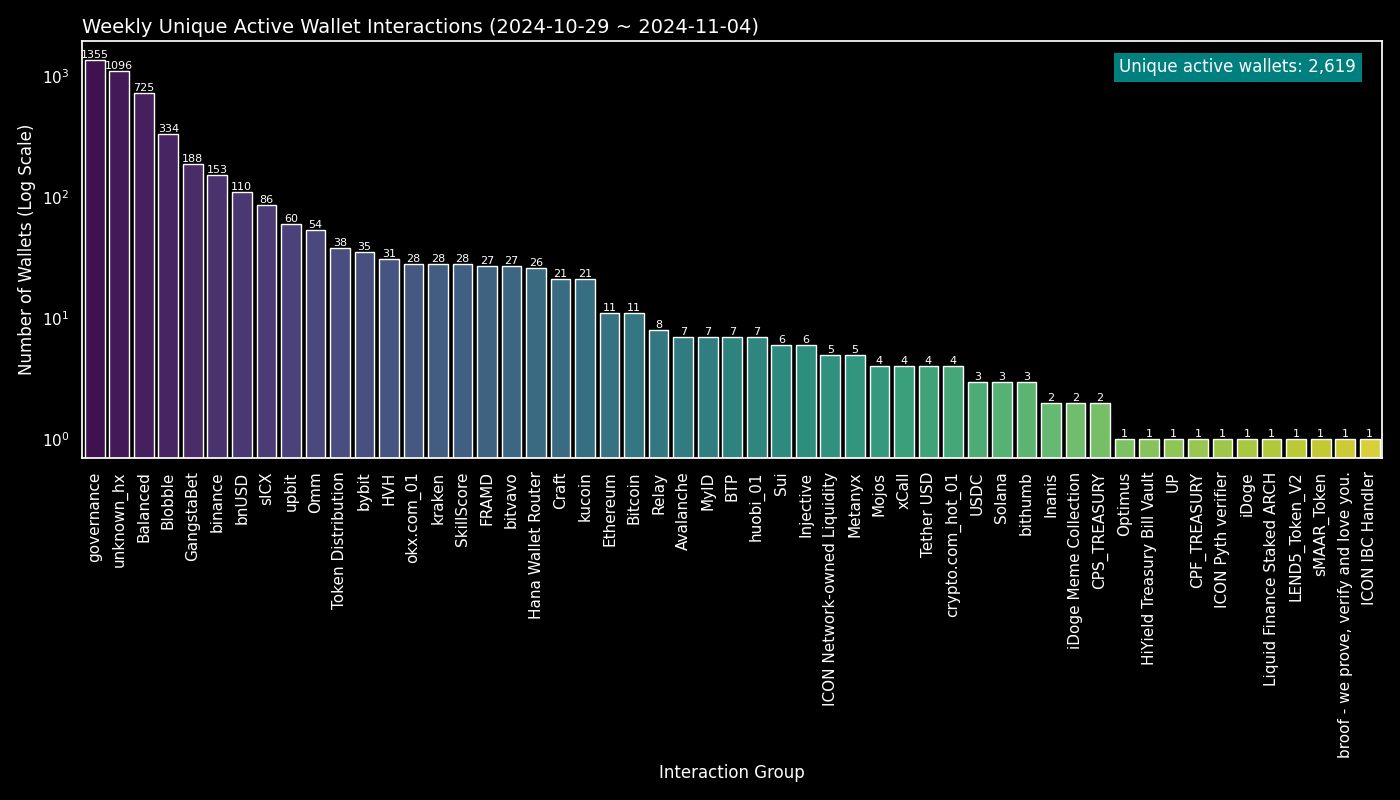 Weekly Unique Active Wallet Interactions (2024-10-29 ~ 2024-11-04)
Unique active wallets: 2,619
Number of Wallets (Log Scale)
10³
10²
10¹
10⁰
1355
1096
725
334
188
153
110
86
60
54
38
35
31
28
28
28
27
27
26
21
21
11
11
8
7
7
7
7
6
6
5
5
4
4
4
4
3
3
3
2
2
2
1
1
1
1
1
1
1
1
1
1
1
governance
unknown_hx
Balanced
Blobble
GangstaBet
binance
bnUSD
sICX
upbit
Omm
Token Distribution
bybit
HVH
okx.com_01
kraken
SkillScore
FRAMD
bitvavo
Hana Wallet Router
Craft
kucoin
Ethereum
Bitcoin
Relay
Avalanche
MyID
BTP
huobi_01
Sui
Injective
ICON Network-owned Liquidity
Metanyx
Mojos
xCall
Tether USD
crypto.com_hot_01
USDC
Solana
bithumb
Inanis
iDoge Meme Collection
CPS_TREASURY
Optimus
HiYield Treasury Bill Vault
UP
CPF_TREASURY
ICON Pyth verifier
iDoge
Liquid Finance Staked ARCH
LEND5_Token_V2
sMAAR_Token
broof - we prove, verify and love you.
ICON IBC Handler
Interaction Group